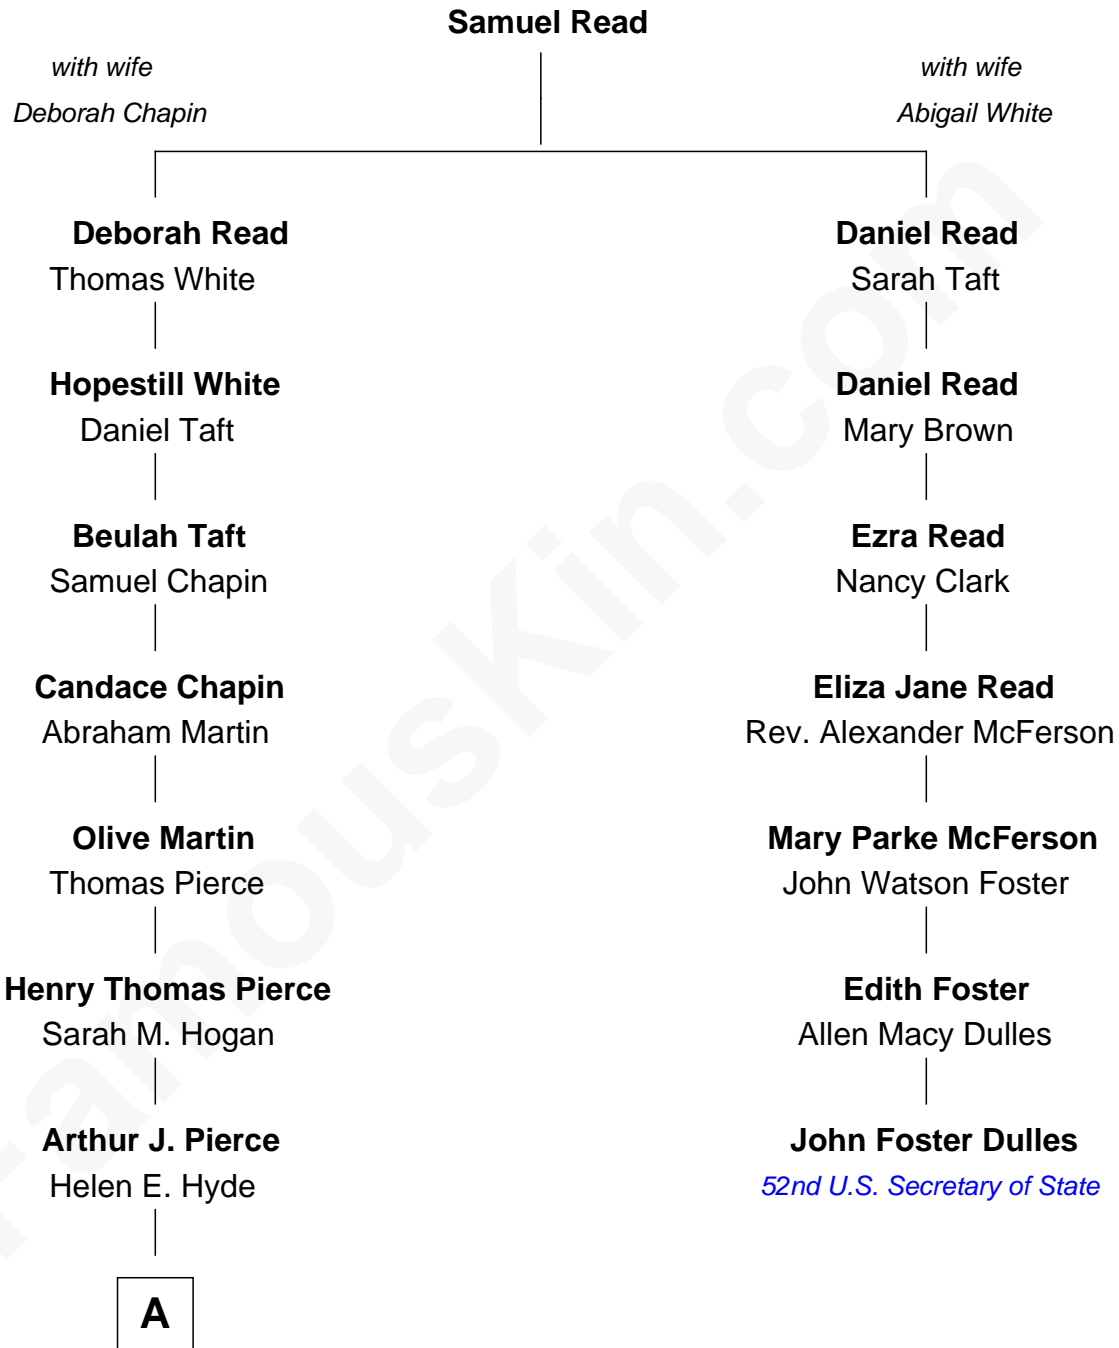 Samuel Read
with wife
Deborah Chapin
with wife
Abigail White
Deborah Read
Thomas White
Daniel Read
Sarah Taft
Hopestill White
Daniel Taft
Daniel Read
Mary Brown
Beulah Taft
Samuel Chapin
Ezra Read
Nancy Clark
Candace Chapin
Abraham Martin
Eliza Jane Read
Rev. Alexander McFerson
Olive Martin
Thomas Pierce
Mary Parke McFerson
John Watson Foster
Henry Thomas Pierce
Sarah M. Hogan
Edith Foster
Allen Macy Dulles
Arthur J. Pierce
Helen E. Hyde
John Foster Dulles
52nd U.S. Secretary of State
A
FamousKin.com